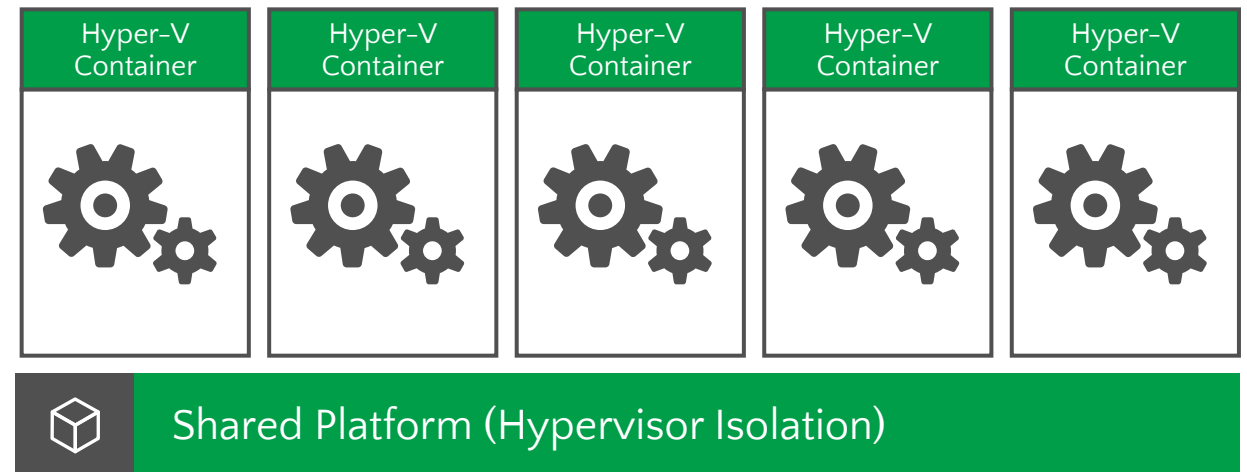 Hyper-V
Container
Hyper-V
Container
Hyper-V
Container
Hyper-V
Container
Hyper-V
Container
Shared Platform (Hypervisor Isolation)